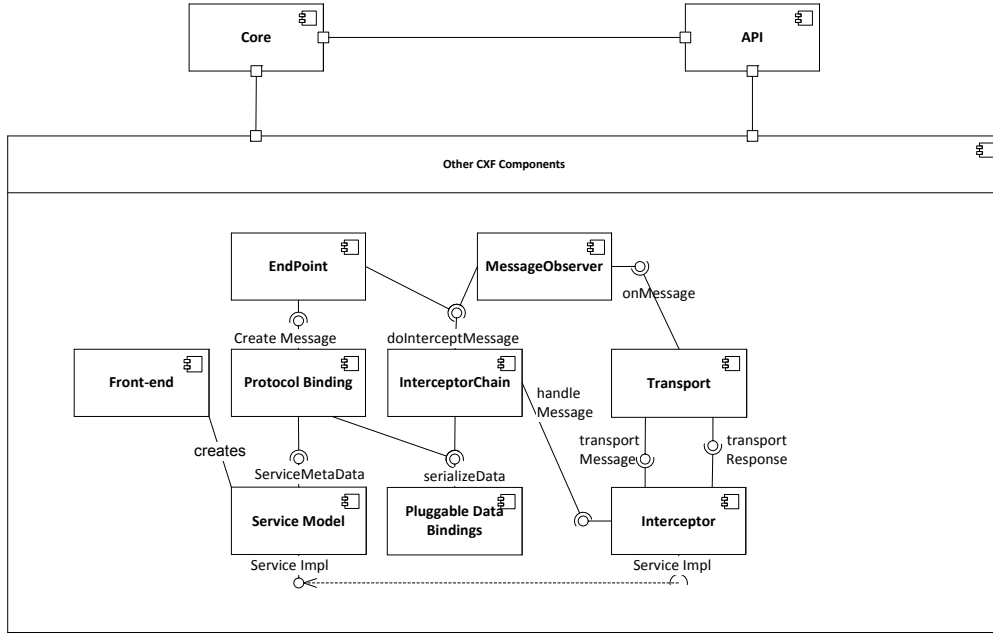 Core
API
Other CXF Components
EndPoint
MessageObserver
onMessage
Create Message
doInterceptMessage
Front-end
Protocol Binding
InterceptorChain
Transport
handle
Message
creates
transport
Message
transport
Response
ServiceMetaData
serializeData
Service Model
Pluggable Data
Bindings
Interceptor
Service Impl
Service Impl